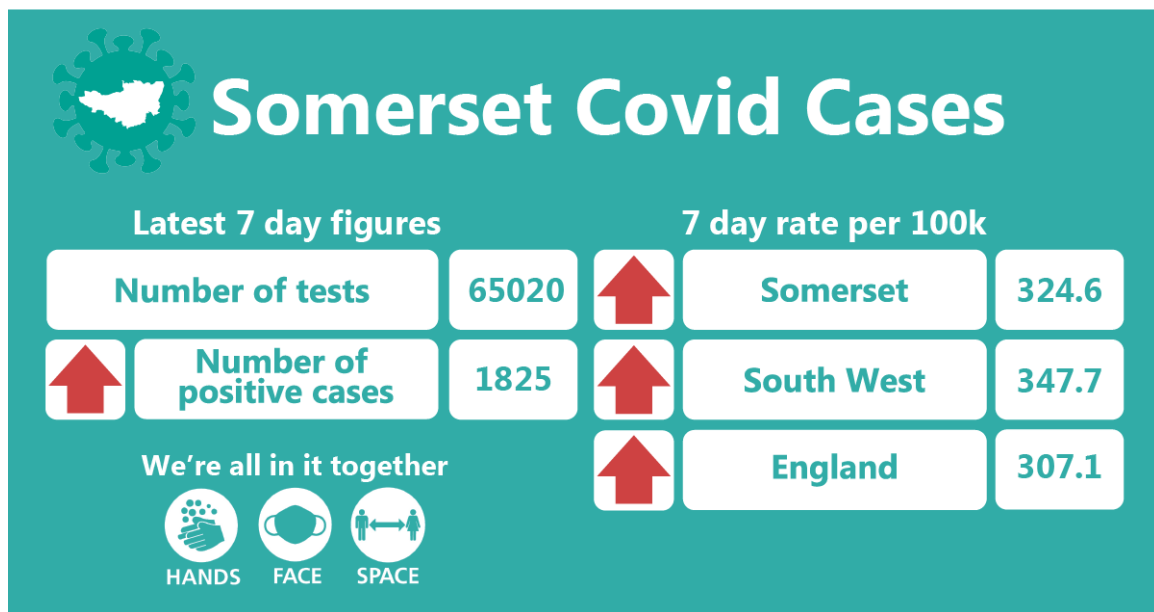 Somerset Covid Cases
Latest 7 day figures
Number of tests 65020
Number of
positive cases 1825
We're all in it together
HANDS FACE SPACE
7 day rate per 100k
Somerset 324.6
South West 347.7
England 307.1